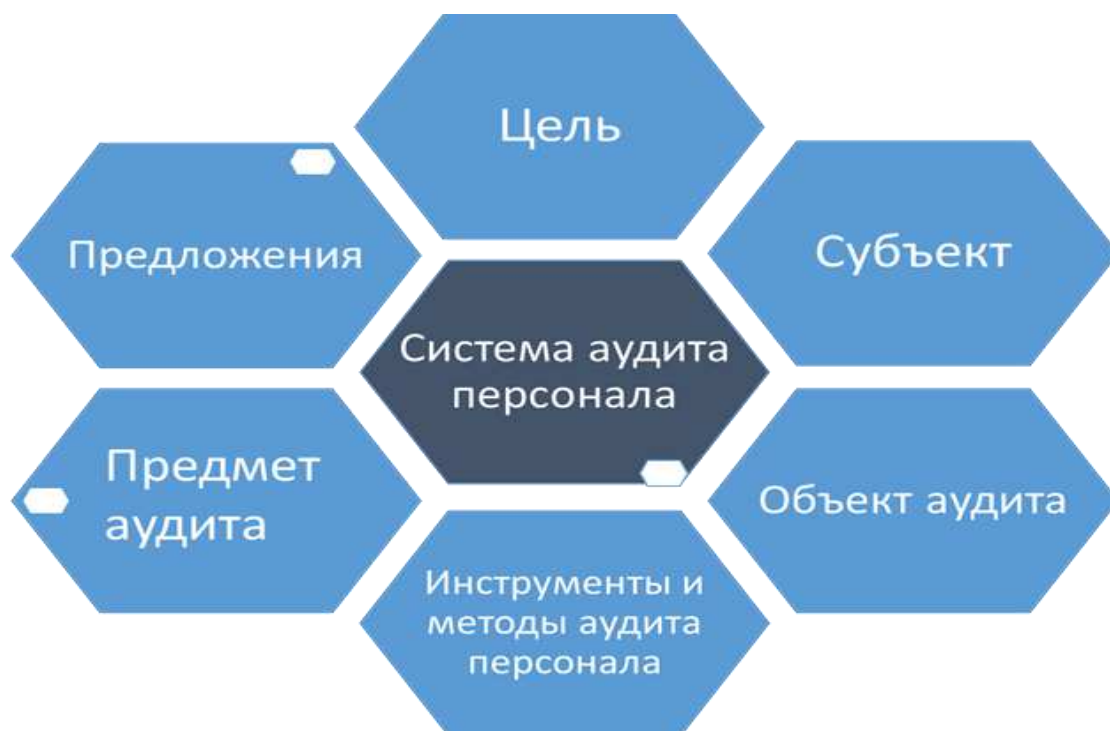 Цель
Предложения
Субъект
Система аудита
персонала
Предмет
аудита
Объект аудита
Инструменты и
методы аудита
персонала